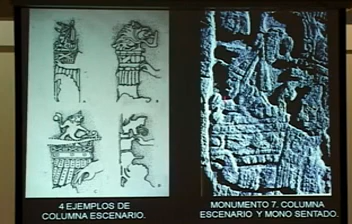 4 EJEMPLOS DE
COLUMNA ESCENARIO.
MONUMENTO 7. COLUMNA
ESCENARIO Y MONO SENTADO.